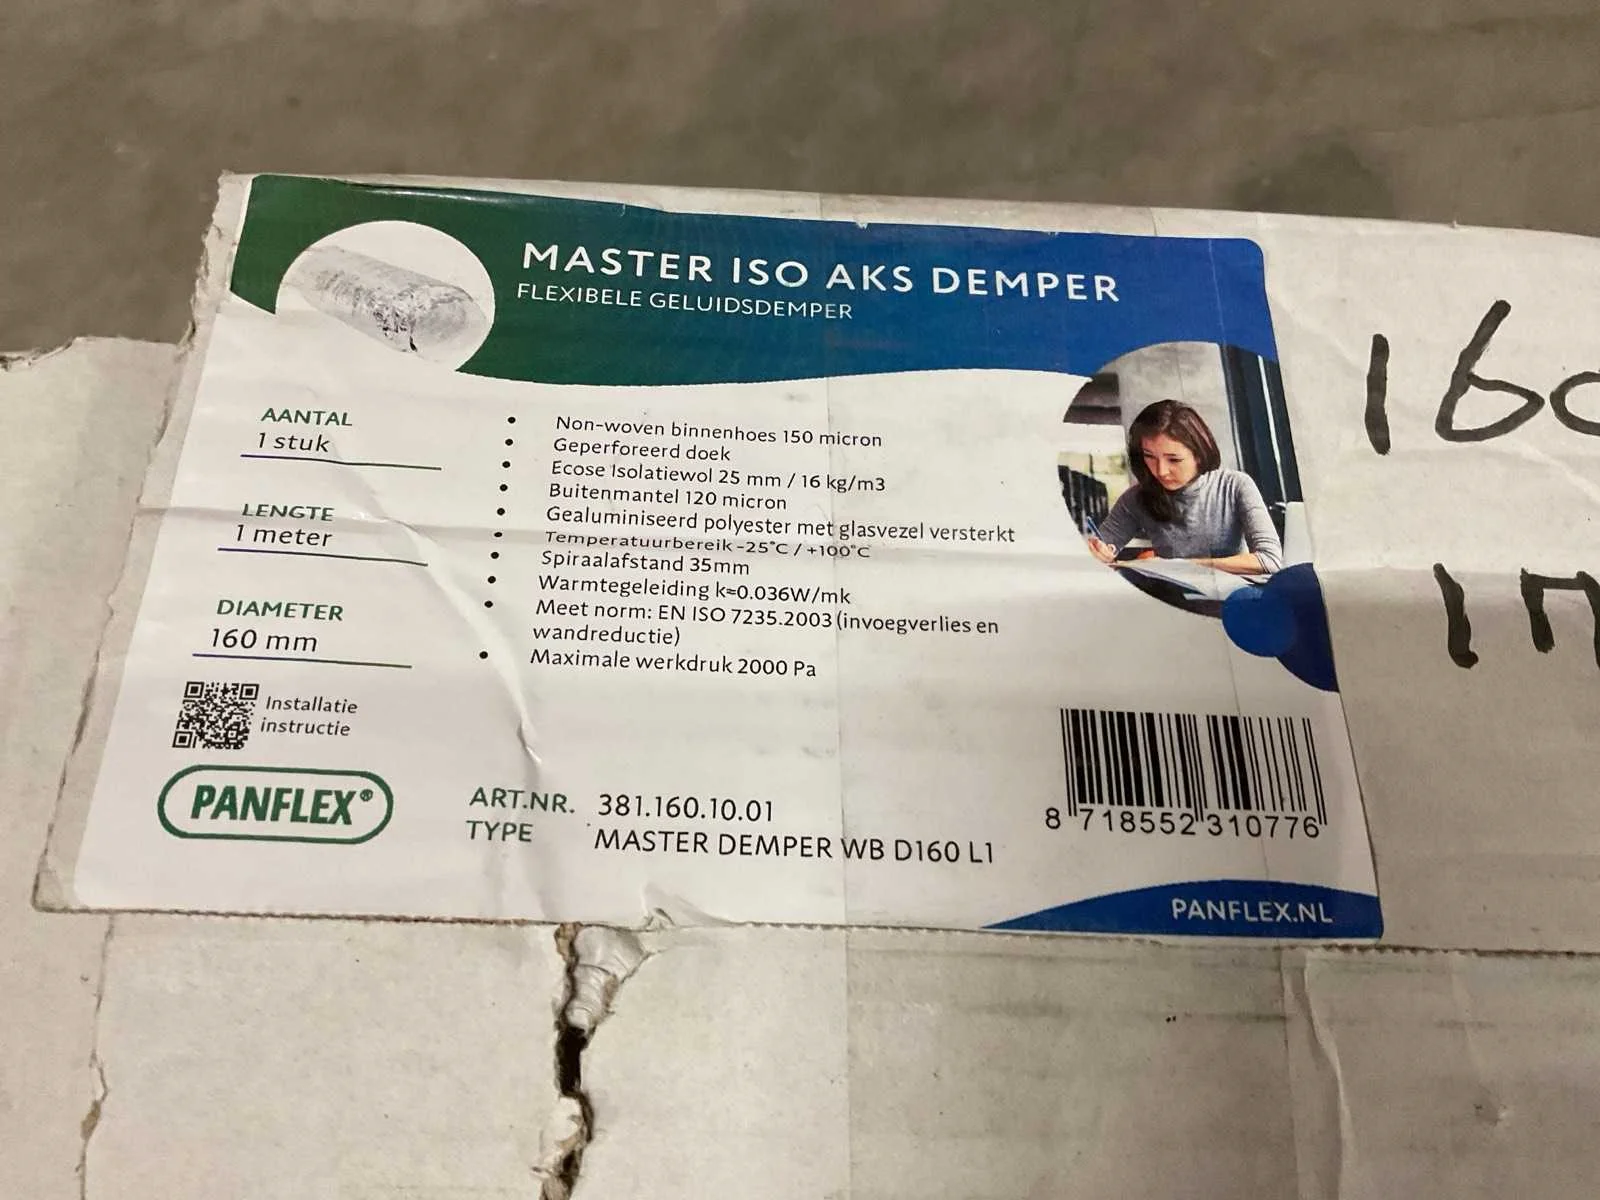 MASTER ISO AKS DEMPER
FLEXIBELE GELUIDSDEMPER
AANTAL
1 stuk
LENGTE
1 meter
DIAMETER
160 mm
• Non-woven binnenhoes 150 micron
• Geperforeerd doek
• Ecose Isolatiewol 25 mm / 16 kg/m3
• Buitenmantel 120 micron
• Gealuminiseerd polyester met glasvezel versterkt
• Temperatuurbereik -25°C / +100°C
• Spiraalafstand 35mm
• Warmtegeleiding k=0.036W/mk
• Meet norm: EN ISO 7235.2003 (invoegverlies en
wandreductie)
• Maximale werkdruk 2000 Pa
Installatie
instructie
PANFLEX®
ART.NR. 381.160.10.01
TYPE MASTER DEMPER WB D160 L1
8 718552 310776
PANFLEX.NL
160